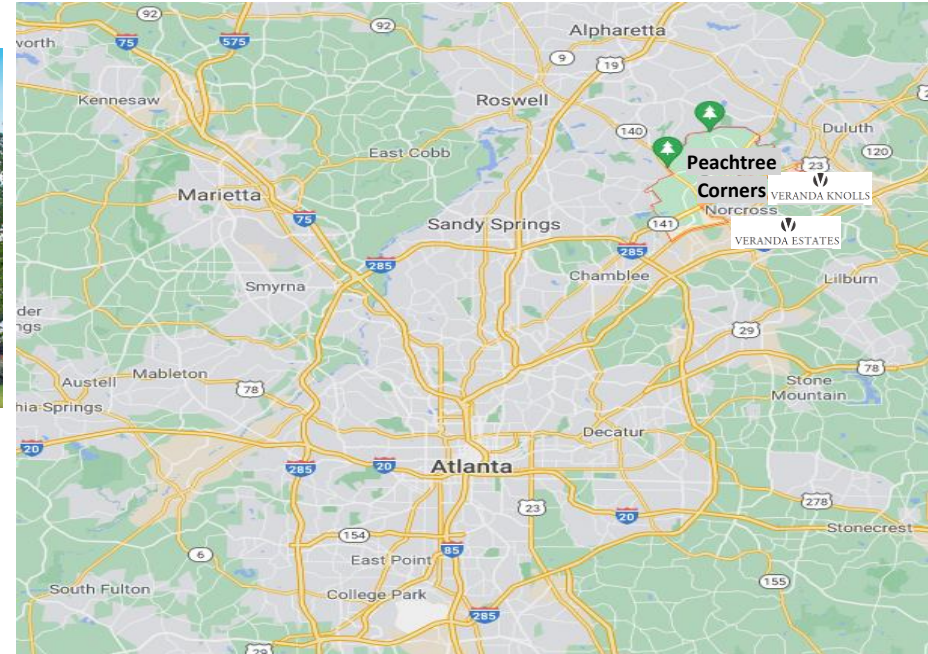 92
92
Alpharetta
worth
75
575
9
19
Kennesaw
Roswell
140
Duluth
East Cobb
120
23
Peachtree
Corners
VERANDA KNOLLS
Marietta
Norcross
75
Sandy Springs
141
VERANDA ESTATES
285
285
Chamblee
Lilburn
Smyrna
29
Mableton
78
78
Austell
Stone
Mountain
Springs
Decatur
20
285
20
Atlanta
278
23
20
Stonecrest
154
85
6
East Point
155
South Fulton
College Park
285
29